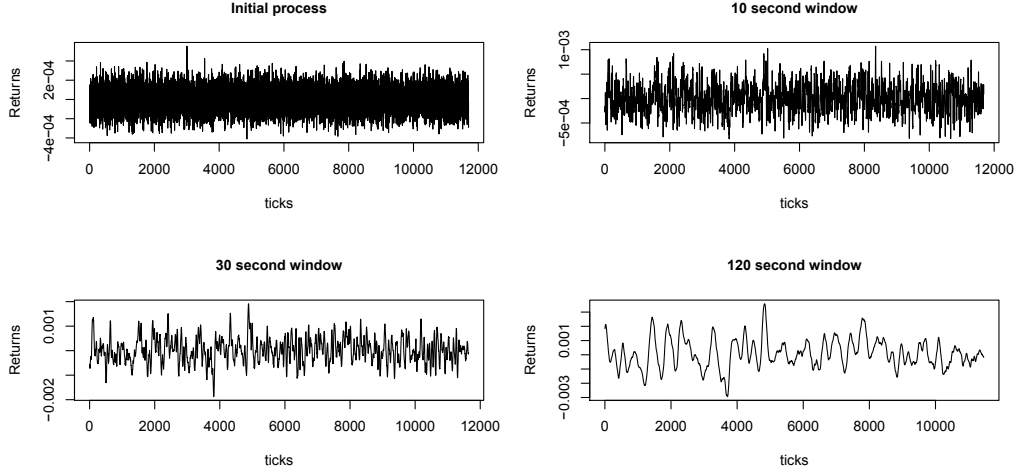 Initial process
Returns
2e−04
−4e−04
0 2000 4000 6000 8000 10000 12000
ticks
10 second window
Returns
1e−03
−5e−04
0 2000 4000 6000 8000 10000 12000
ticks
30 second window
Returns
0.001
−0.002
0 2000 4000 6000 8000 10000 12000
ticks
120 second window
Returns
0.001
−0.003
0 2000 4000 6000 8000 10000
ticks